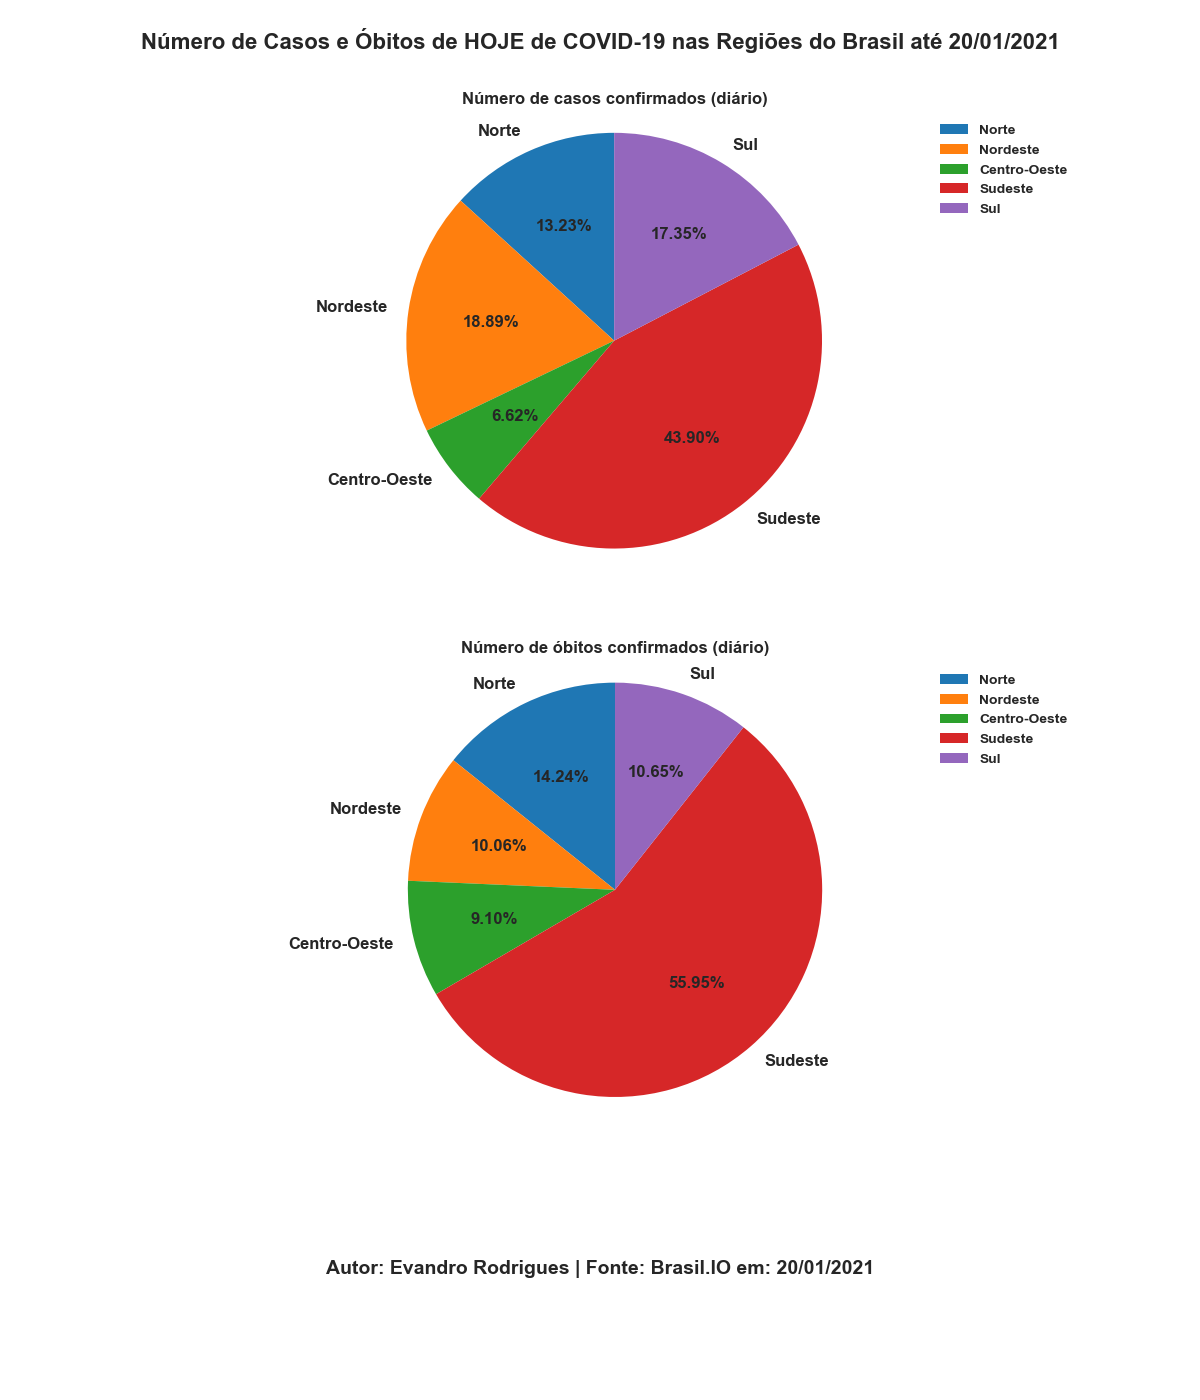 Número de Casos e Óbitos de HOJE de COVID-19 nas Regiões do Brasil até 20/01/2021
Número de casos confirmados (diário)
Norte
Sul
Norte
Nordeste
Centro-Oeste
Sudeste
Sul
13.23%
17.35%
Nordeste
18.89%
6.62%
43.90%
Centro-Oeste
Sudeste
Número de óbitos confirmados (diário)
Sul
Norte
Norte
Nordeste
Centro-Oeste
Sudeste
Sul
14.24%
10.65%
Nordeste
10.06%
9.10%
Centro-Oeste
55.95%
Sudeste
Autor: Evandro Rodrigues | Fonte: Brasil.IO em: 20/01/2021